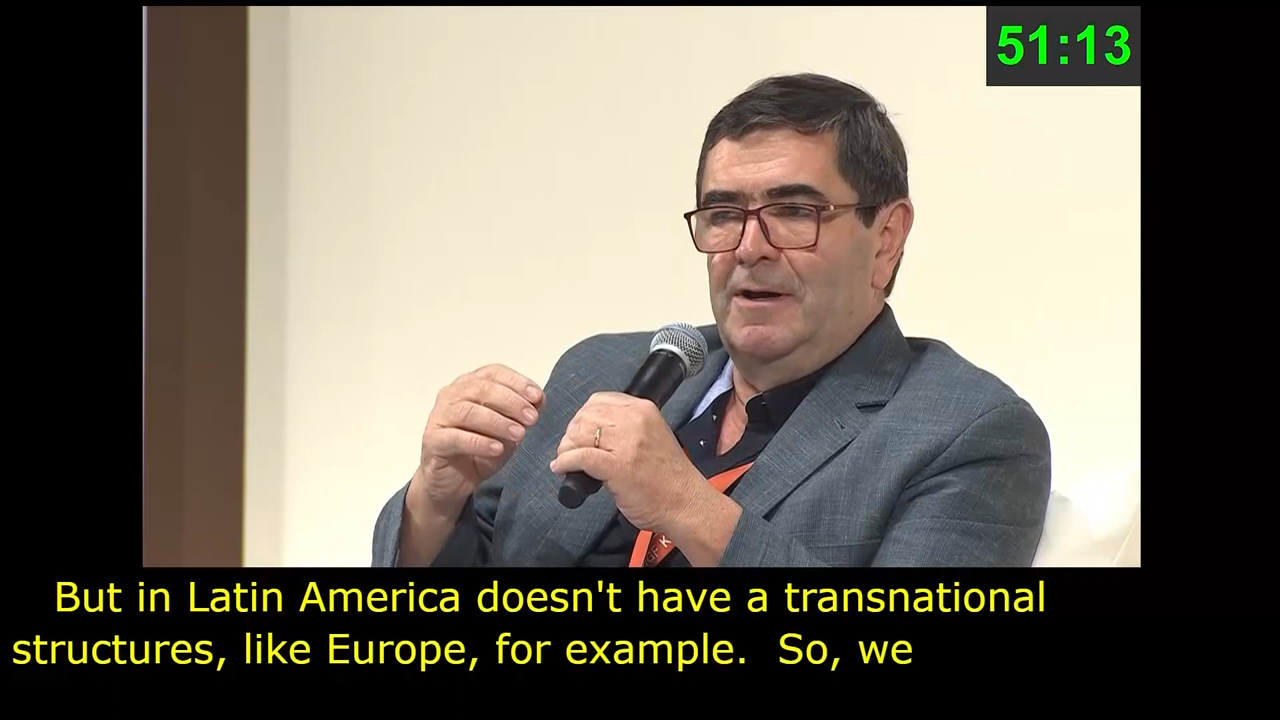 51:13
But in Latin America doesn't have a transnational
structures, like Europe, for example.  So, we